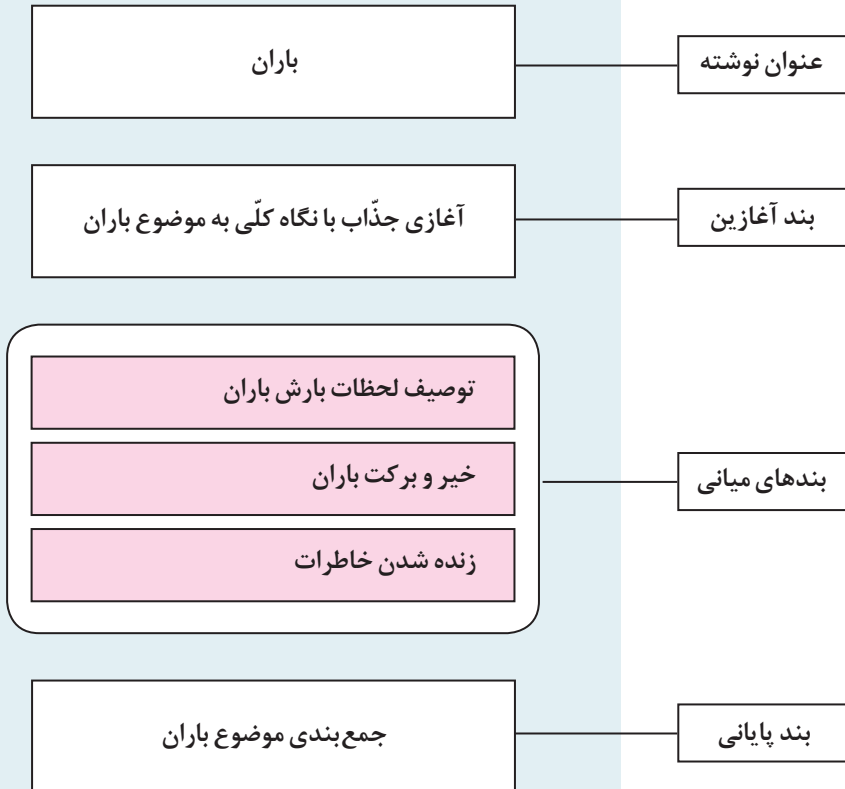 عنوان نوشته
باران
بند آغازین
آغازی جذّاب با نگاه کلّی به موضوع باران
بندهای میانی
توصیف لحظات بارش باران
خیر و برکت باران
زنده شدن خاطرات
بند پایانی
جمع‌بندی موضوع باران